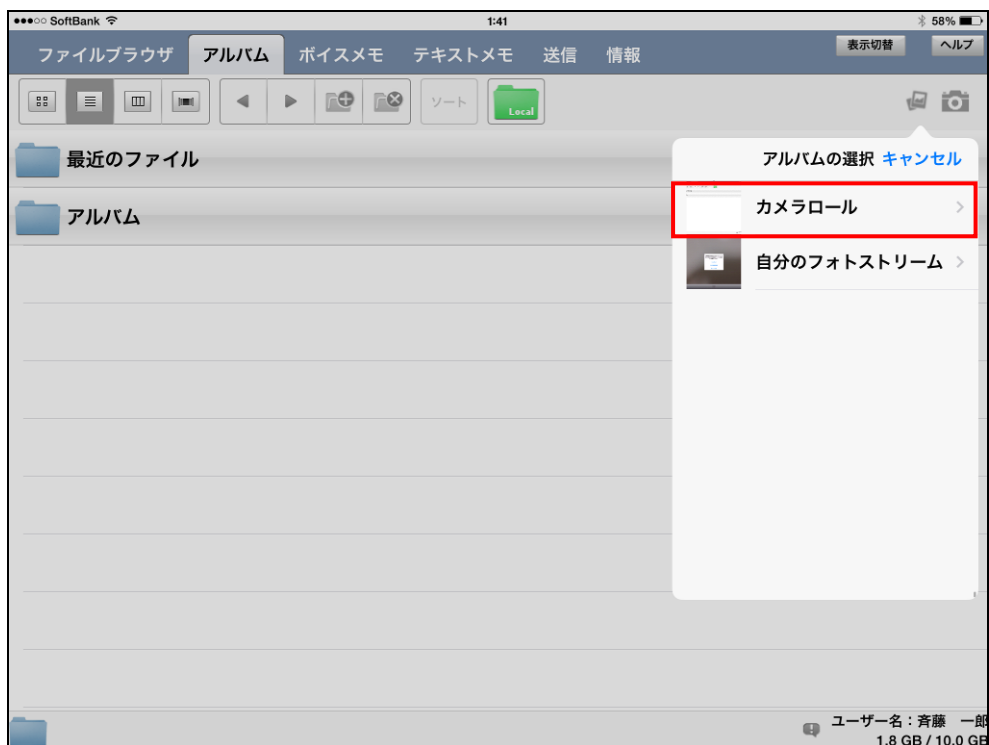 SoftBank 1:41 58%
ファイルブラウザ アルバム ボイスメモ テキストメモ 送信 情報 表示切替 ヘルプ
ソート Local
最近のファイル
アルバム
アルバムの選択 キャンセル
カメラロール
自分のフォトストリーム
ユーザー名：斉藤 一郎
1.8 GB / 10.0 GB